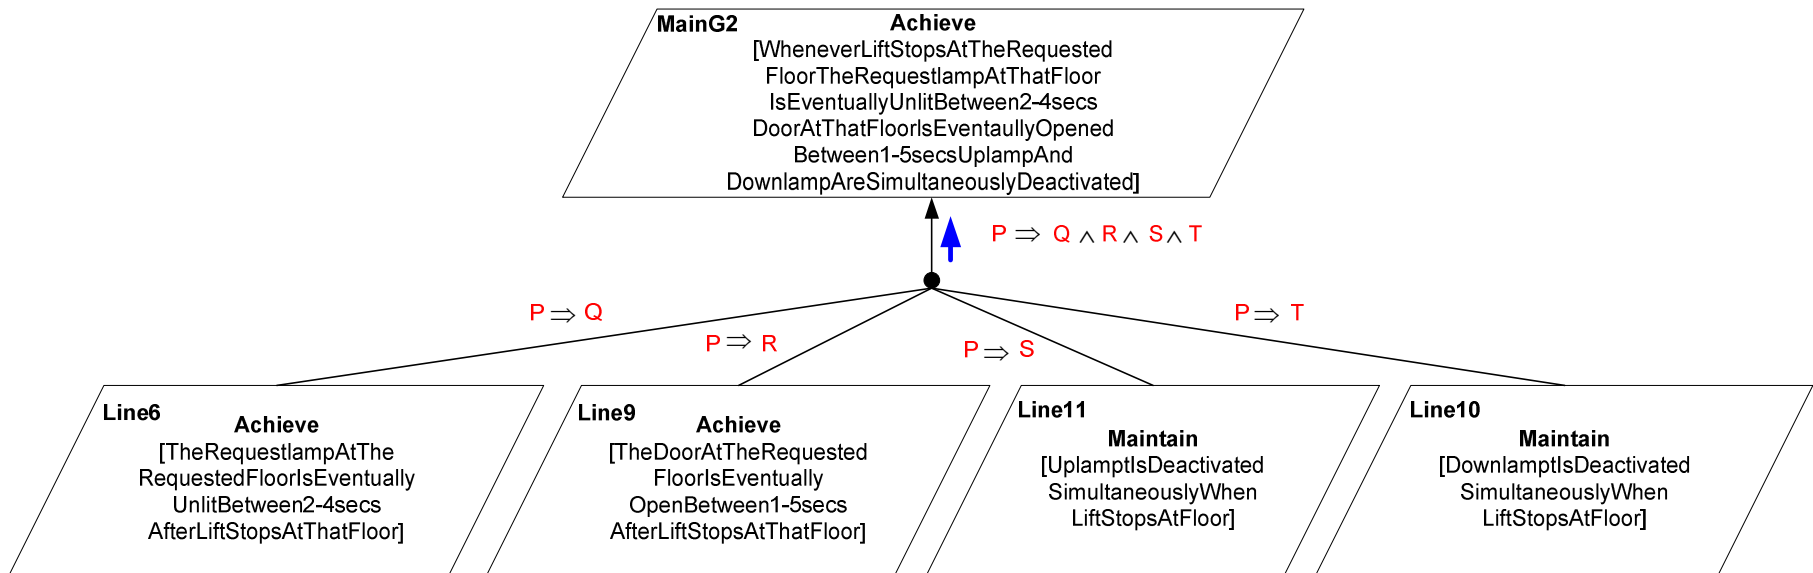 MainG2
Achieve
[WheneverLiftStopsAtTheRequested
FloorTheRequestlampAtThatFloor
IsEventuallyUnlitBetween2-4secs
DoorAtThatFloorIsEventaullyOpened
Between1-5secsUplampAnd
DownlampAreSimultaneouslyDeactivated]
P ⇒ Q ∧ R ∧ S ∧ T
P ⇒ Q
P ⇒ R
P ⇒ S
P ⇒ T
Line6
Achieve
[TheRequestlampAtThe
RequestedFloorIsEventually
UnlitBetween2-4secs
AfterLiftStopsAtThatFloor]
Line9
Achieve
[TheDoorAtTheRequested
FloorIsEventually
OpenBetween1-5secs
AfterLiftStopsAtThatFloor]
Line11
Maintain
[UplamptIsDeactivated
SimultaneouslyWhen
LiftStopsAtFloor]
Line10
Maintain
[DownlamptIsDeactivated
SimultaneouslyWhen
LiftStopsAtFloor]